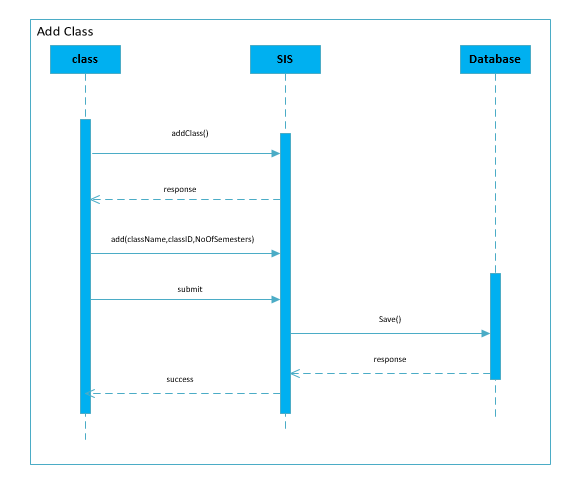 Add Class
class
SIS
Database
addClass()
response
add(className,classID,NoOfSemesters)
submit
Save()
response
success